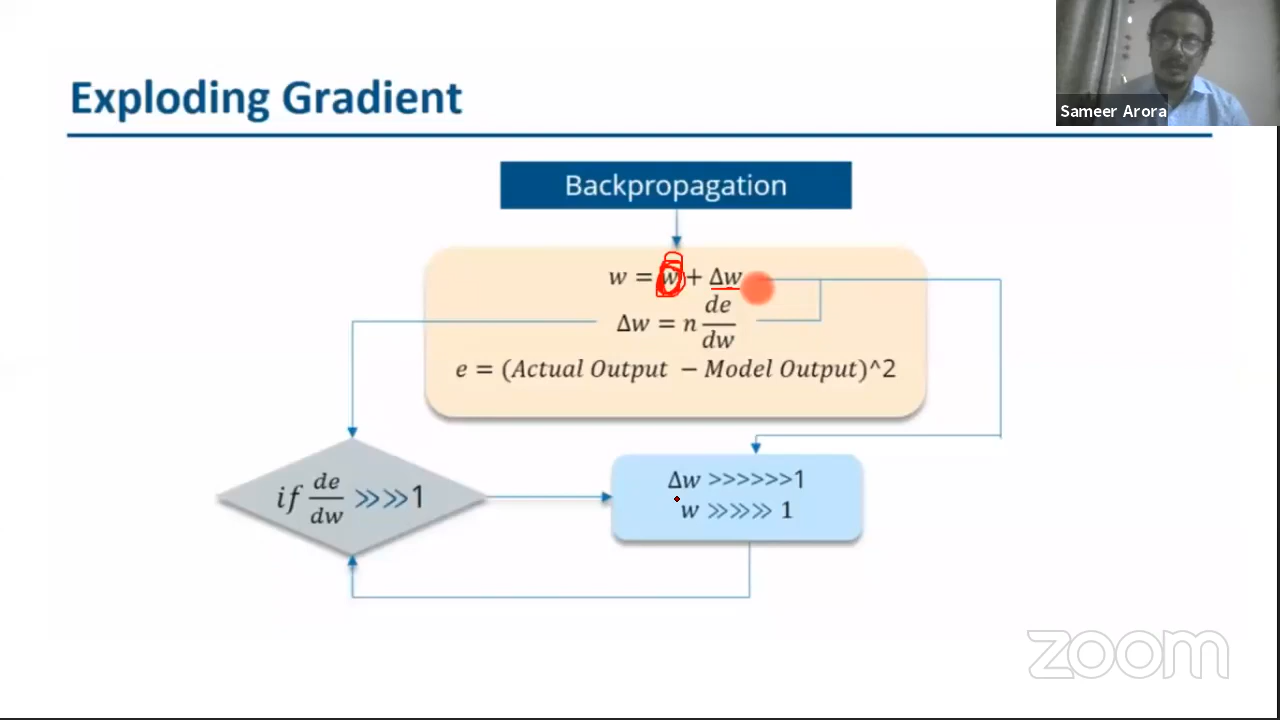 Exploding Gradient
Sameer Arora
Backpropagation
w = w + Δw
Δw = n de/dw
e = (Actual Output − Model Output)^2
if de/dw ⋙⋙1
Δw >>>>>>1
w ⋙⋙ 1
zoom